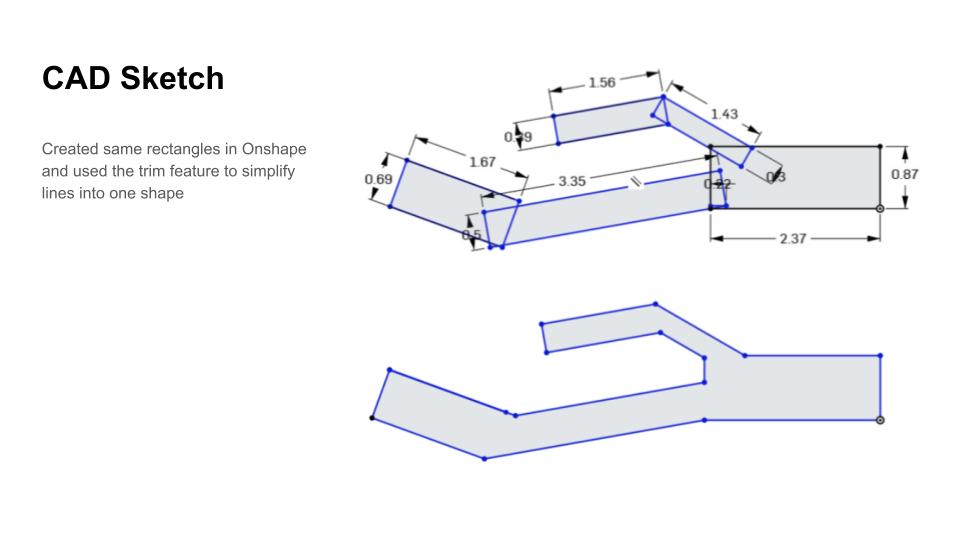 CAD Sketch
Created same rectangles in Onshape
and used the trim feature to simplify
lines into one shape
1.56
1.43
1.67
0.69
3.35
0.22
0.3
0.87
0.5
2.37